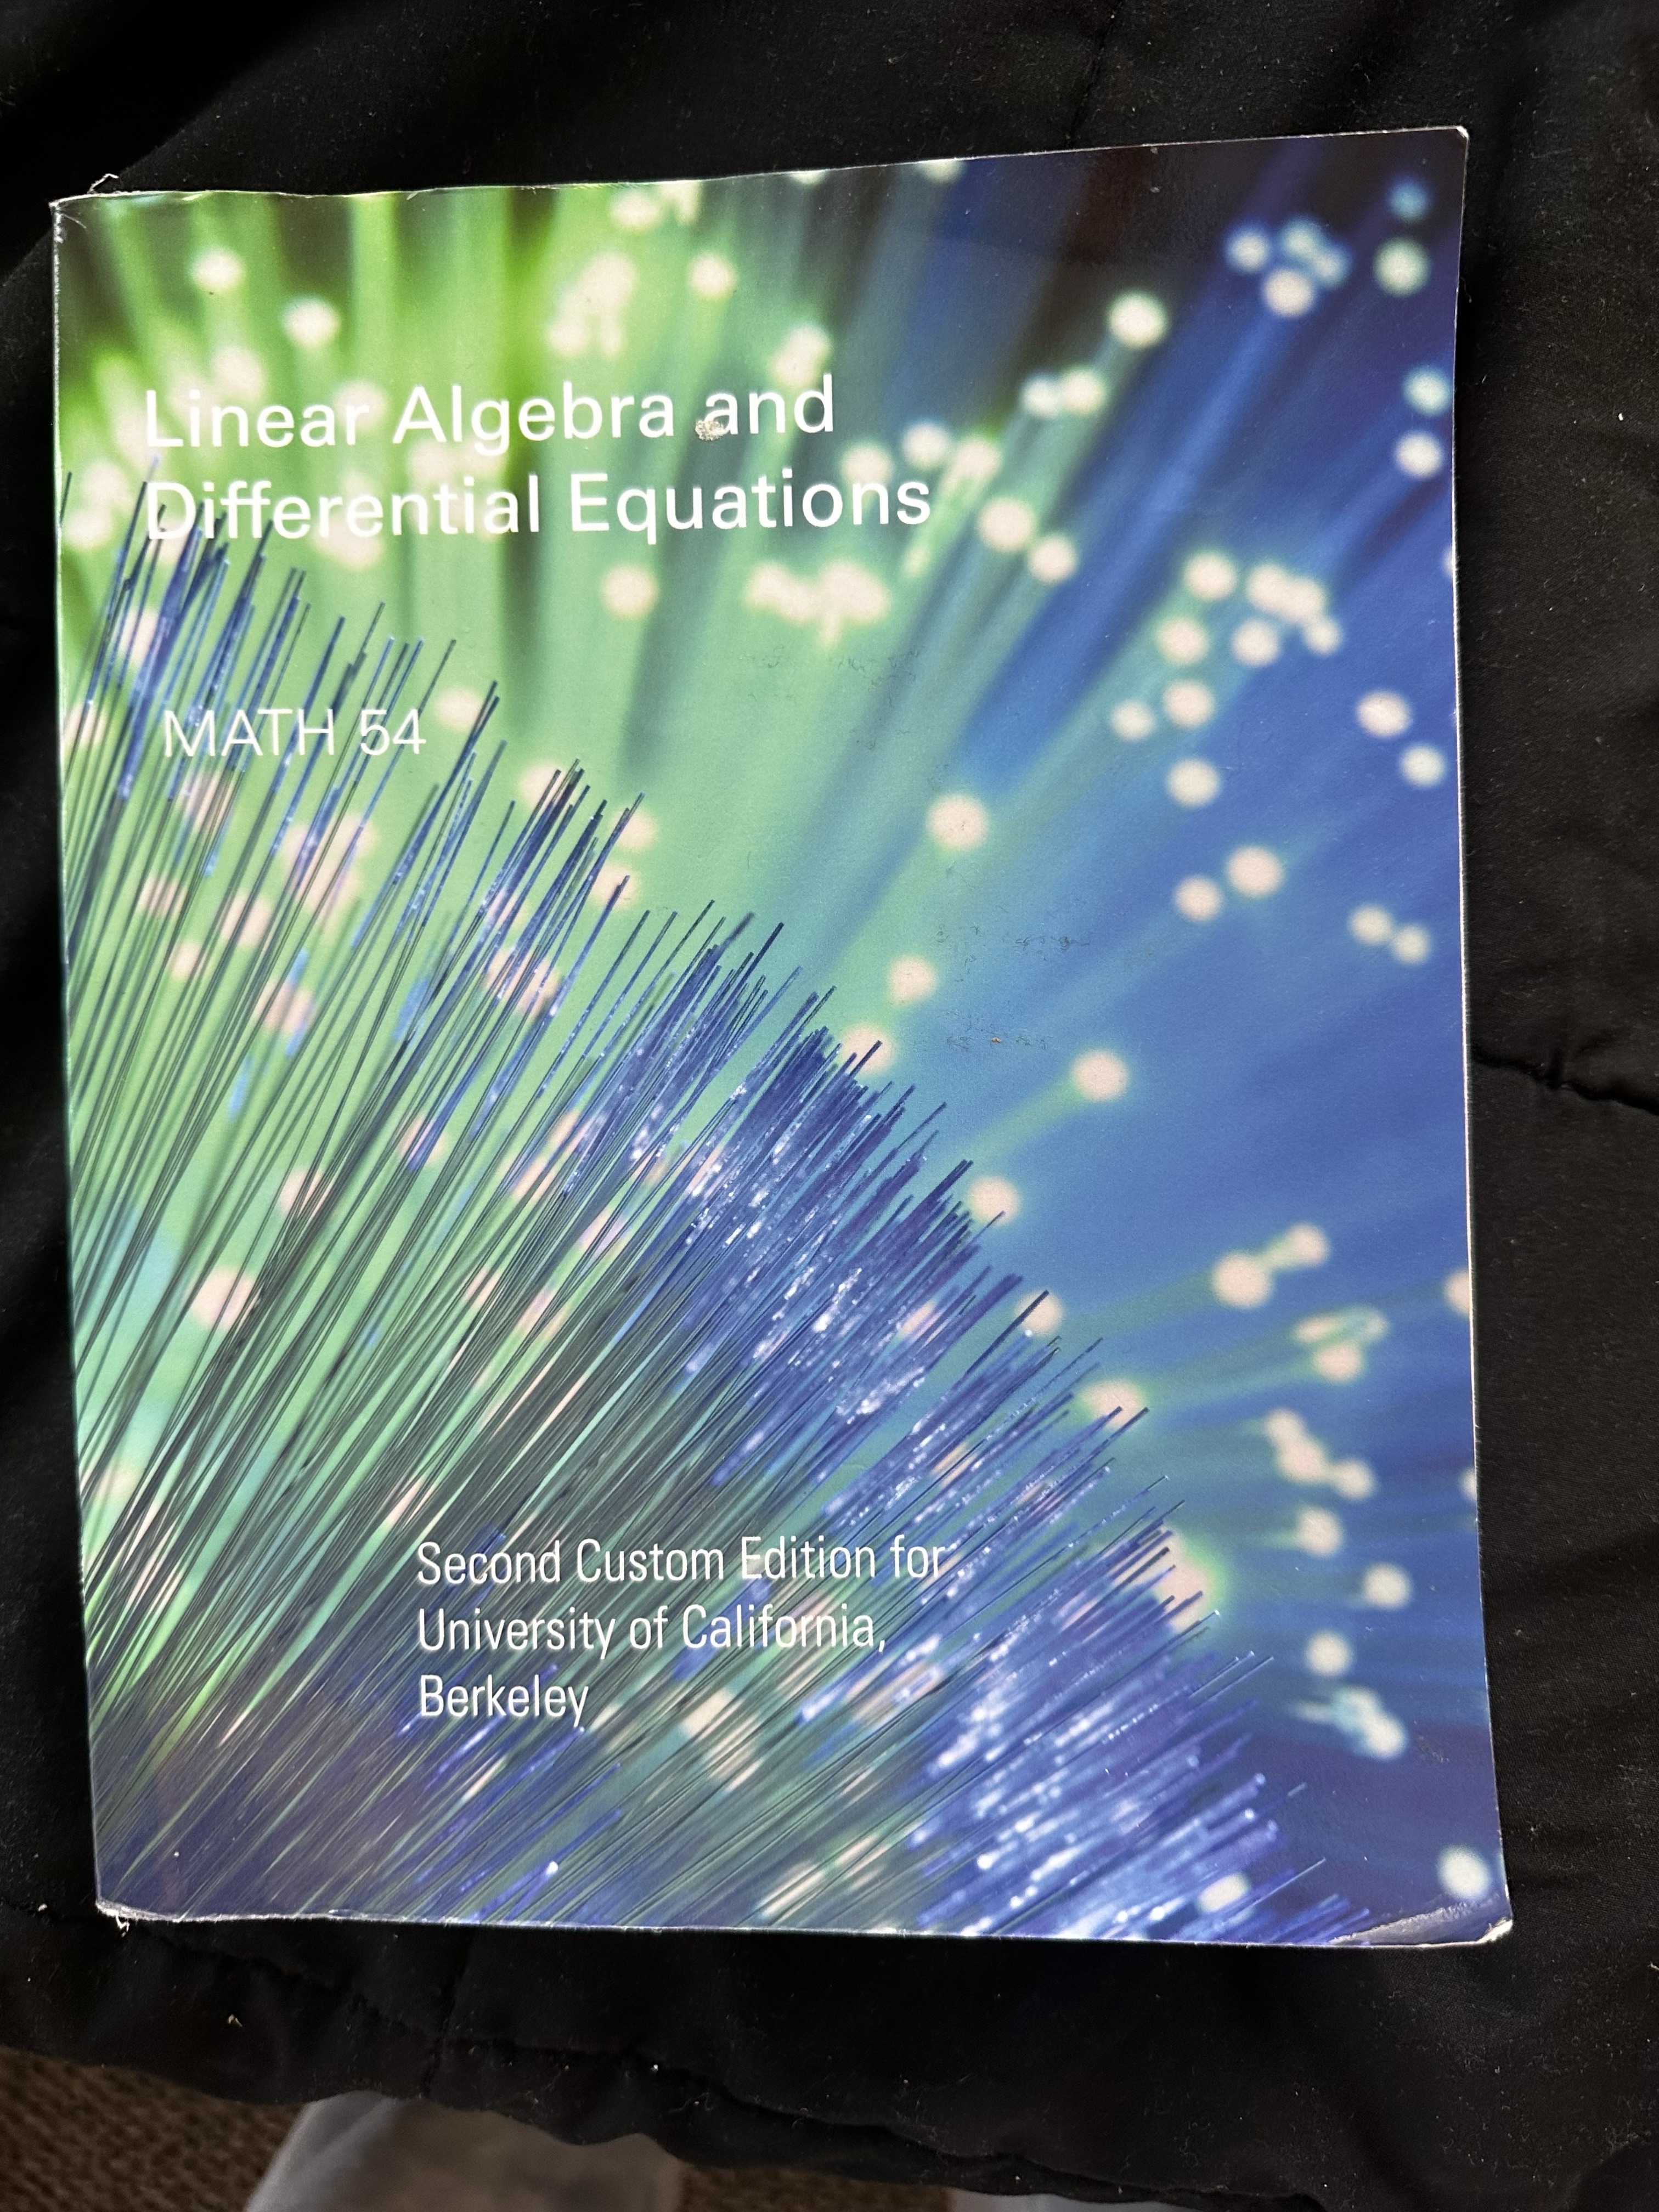 Linear Algebra and
Differential Equations
MATH 54
Second Custom Edition for
University of California,
Berkeley